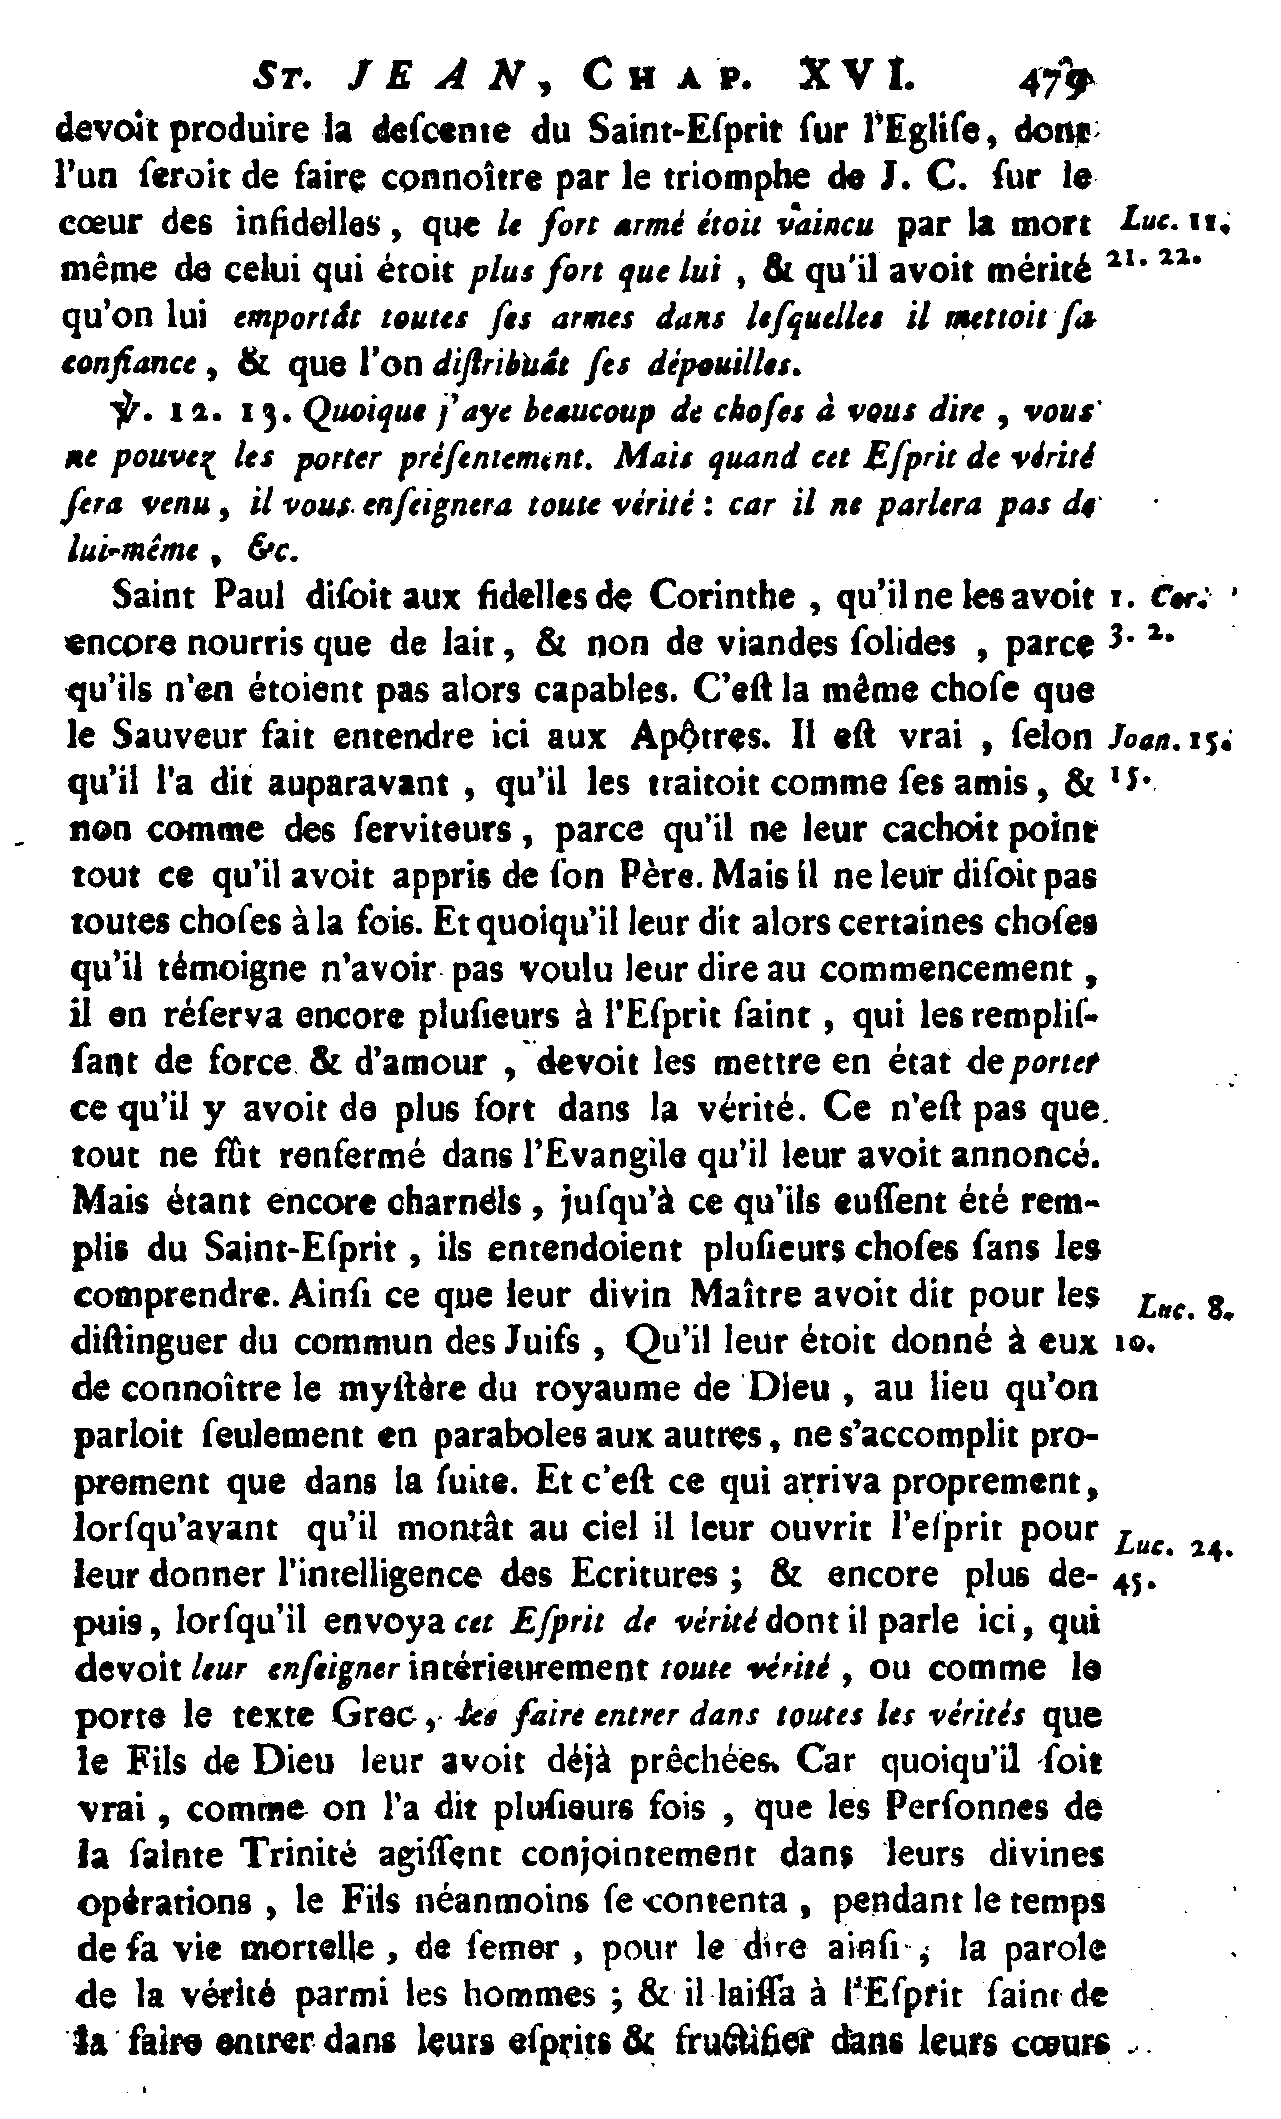 ST. JEAN, CHAP. XVI. 479
devoit produire la deſcente du Saint-Eſprit ſur l'Egliſe, dont
l'un ſeroit de faire connoître par le triomphe de J. C. ſur le
cœur des infidelles, que le fort armé étoit vaincu par la mort Luc. 11.
même de celui qui étoit plus fort que lui, & qu'il avoit mérité 21. 22.
qu'on lui emportât toutes ſes armes dans leſquelles il mettoit ſa
confiance, & que l'on diſtribuât ſes dépouilles.
℣. 12. 13. Quoique j'aye beaucoup de choſes à vous dire, vous
ne pouvez les porter préſentement. Mais quand cet Eſprit de vérité
ſera venu, il vous enſeignera toute vérité : car il ne parlera pas de
lui-même, &c.
Saint Paul diſoit aux fidelles de Corinthe, qu'il ne les avoit 1. Cor.
encore nourris que de lait, & non de viandes ſolides, parce 3. 2.
qu'ils n'en étoient pas alors capables. C'eſt la même choſe que
le Sauveur fait entendre ici aux Apôtres. Il eſt vrai, ſelon Joan. 15.
qu'il l'a dit auparavant, qu'il les traitoit comme ſes amis, & 15.
non comme des ſerviteurs, parce qu'il ne leur cachoit point
tout ce qu'il avoit appris de ſon Père. Mais il ne leur diſoit pas
toutes choſes à la fois. Et quoiqu'il leur dit alors certaines choſes
qu'il témoigne n'avoir pas voulu leur dire au commencement,
il en réſerva encore pluſieurs à l'Eſprit ſaint, qui les rempliſ-
ſant de force & d'amour, devoit les mettre en état de porter
ce qu'il y avoit de plus fort dans la vérité. Ce n'eſt pas que
tout ne fût renfermé dans l'Evangile qu'il leur avoit annoncé.
Mais étant encore charnels, juſqu'à ce qu'ils euſſent été rem-
plis du Saint-Eſprit, ils entendoient pluſieurs choſes ſans les
comprendre. Ainſi ce que leur divin Maître avoit dit pour les Luc. 8.
diſtinguer du commun des Juifs, Qu'il leur étoit donné à eux 10.
de connoître le myſtère du royaume de Dieu, au lieu qu'on
parloit ſeulement en paraboles aux autres, ne s'accomplit pro-
prement que dans la ſuite. Et c'eſt ce qui arriva proprement,
lorſqu'avant qu'il montât au ciel il leur ouvrit l'eſprit pour Luc. 24.
leur donner l'intelligence des Ecritures ; & encore plus de- 45.
puis, lorſqu'il envoya cet Eſprit de vérité dont il parle ici, qui
devoit leur enſeigner intérieurement toute vérité, ou comme le
porte le texte Grec, les faire entrer dans toutes les vérités que
le Fils de Dieu leur avoit déjà prêchées. Car quoiqu'il ſoit
vrai, comme on l'a dit pluſieurs fois, que les Perſonnes de
la ſainte Trinité agiſſent conjointement dans leurs divines
opérations, le Fils néanmoins ſe contenta, pendant le temps
de ſa vie mortelle, de ſemer, pour le dire ainſi, la parole
de la vérité parmi les hommes ; & il laiſſa à l'Eſprit ſaint de
la faire entrer dans leurs eſprits & fructifier dans leurs cœurs